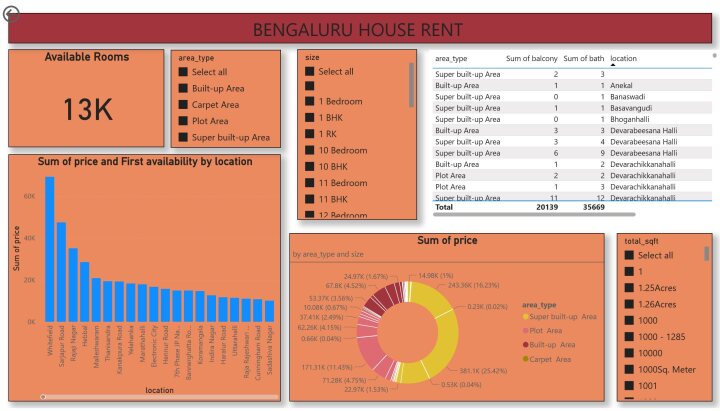 BENGALURU HOUSE RENT
Available Rooms
13K
area_type
Select all
Built-up Area
Carpet Area
Plot Area
Super built-up Area
size
Select all
1 Bedroom
1 BHK
1 RK
10 Bedroom
10 BHK
11 Bedroom
11 BHK
12 Bedroom
area_type Sum of balcony Sum of bath location
Super built-up Area 2 3
Built-up Area 1 1 Anekal
Super built-up Area 0 1 Banaswadi
Super built-up Area 1 1 Basavangudi
Super built-up Area 0 1 Bhoganhalli
Built-up Area 3 3 Devarabeesana Halli
Super built-up Area 3 4 Devarabeesana Halli
Super built-up Area 6 9 Devarabeesana Halli
Built-up Area 1 2 Devarachikkanahalli
Plot Area 2 2 Devarachikkanahalli
Plot Area 1 3 Devarachikkanahalli
Super built-up Area 11 12 Devarachikkanahalli
Total 20139 35669
Sum of price and First availability by location
Sum of price
60K
40K
20K
0K
Whitefield
Sarjapur Road
Rajaji Nagar
Hebbal
Malleshwaram
Thanisandra
Kanakpura Road
Yelahanka
Marathahalli
Electronic City
Hennur Road
7th Phase JP Na...
Bannerghatta Ro...
Koramangala
Indira Nagar
Haralur Road
Uttarahalli
Raja Rajeshwari ...
Cunningham Road
Sadashiva Nagar
location
Sum of price
by area_type and size
14.98K (1%)
243.36K (16.23%)
0.23K (0.02%)
381.1K (25.42%)
0.53K (0.04%)
22.97K (1.53%)
71.28K (4.75%)
171.31K (11.43%)
0.66K (0.04%)
62.26K (4.15%)
37.41K (2.49%)
10.08K (0.67%)
53.37K (3.56%)
67.8K (4.52%)
24.97K (1.67%)
area_type
Super built-up Area
Plot Area
Built-up Area
Carpet Area
total_sqft
Select all
1
1.25Acres
1.26Acres
1000
1000 - 1285
10000
1000Sq. Meter
1001